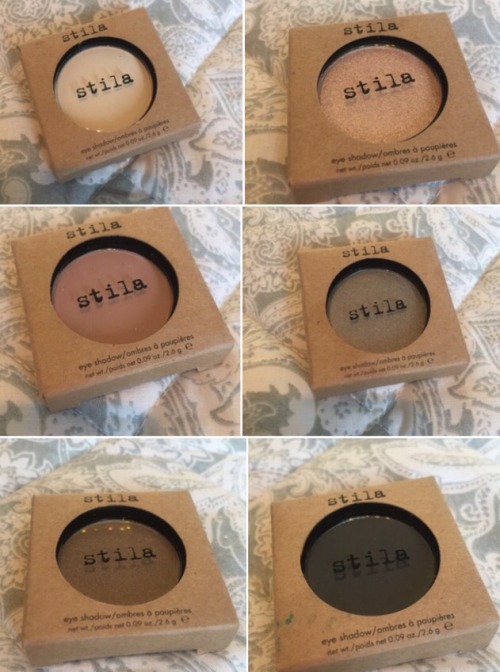 stila
stila
eye shadow/ombres à paupières
net wt./poids net 0.09 oz./2.6 g ℮
stila
stila
eye shadow/ombres à paupières
net wt./poids net 0.09 oz./2.6 g ℮
stila
stila
eye shadow/ombres à paupières
net wt./poids net 0.09 oz./2.6 g ℮
stila
stila
eye shadow/ombres à paupières
net wt./poids net 0.09 oz./2.6 g ℮
stila
stila
eye shadow/ombres à paupières
net wt./poids net 0.09 oz./2.6 g ℮
stila
stila
eye shadow/ombres à paupières
net wt./poids net 0.09 oz./2.6 g ℮